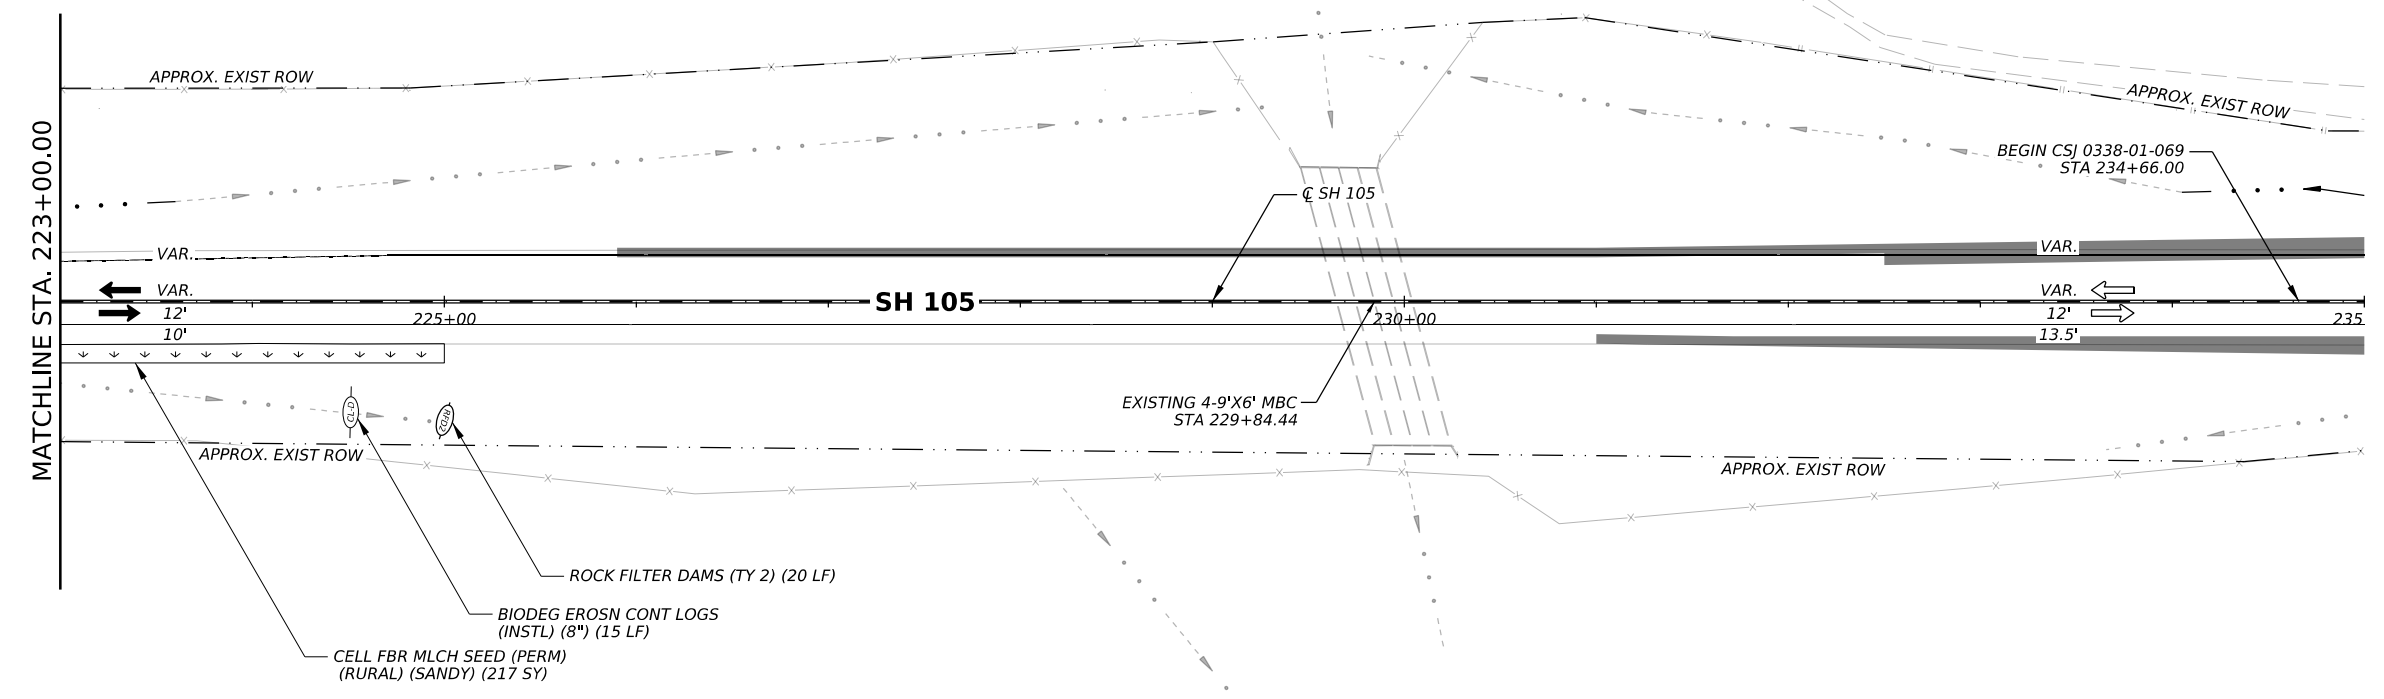 APPROX. EXIST ROW
APPROX. EXIST ROW
MATCHLINE STA. 223+00.00
BEGIN CSJ 0338-01-069
STA 234+66.00
℄ SH 105
VAR.
VAR.
VAR.
VAR.
SH 105
12'
225+00
230+00
12'
235
10'
13.5'
EXISTING 4-9'X6' MBC
STA 229+84.44
CL-D
RFD2
APPROX. EXIST ROW
APPROX. EXIST ROW
ROCK FILTER DAMS (TY 2) (20 LF)
BIODEG EROSN CONT LOGS
(INSTL) (8") (15 LF)
CELL FBR MLCH SEED (PERM)
(RURAL) (SANDY) (217 SY)